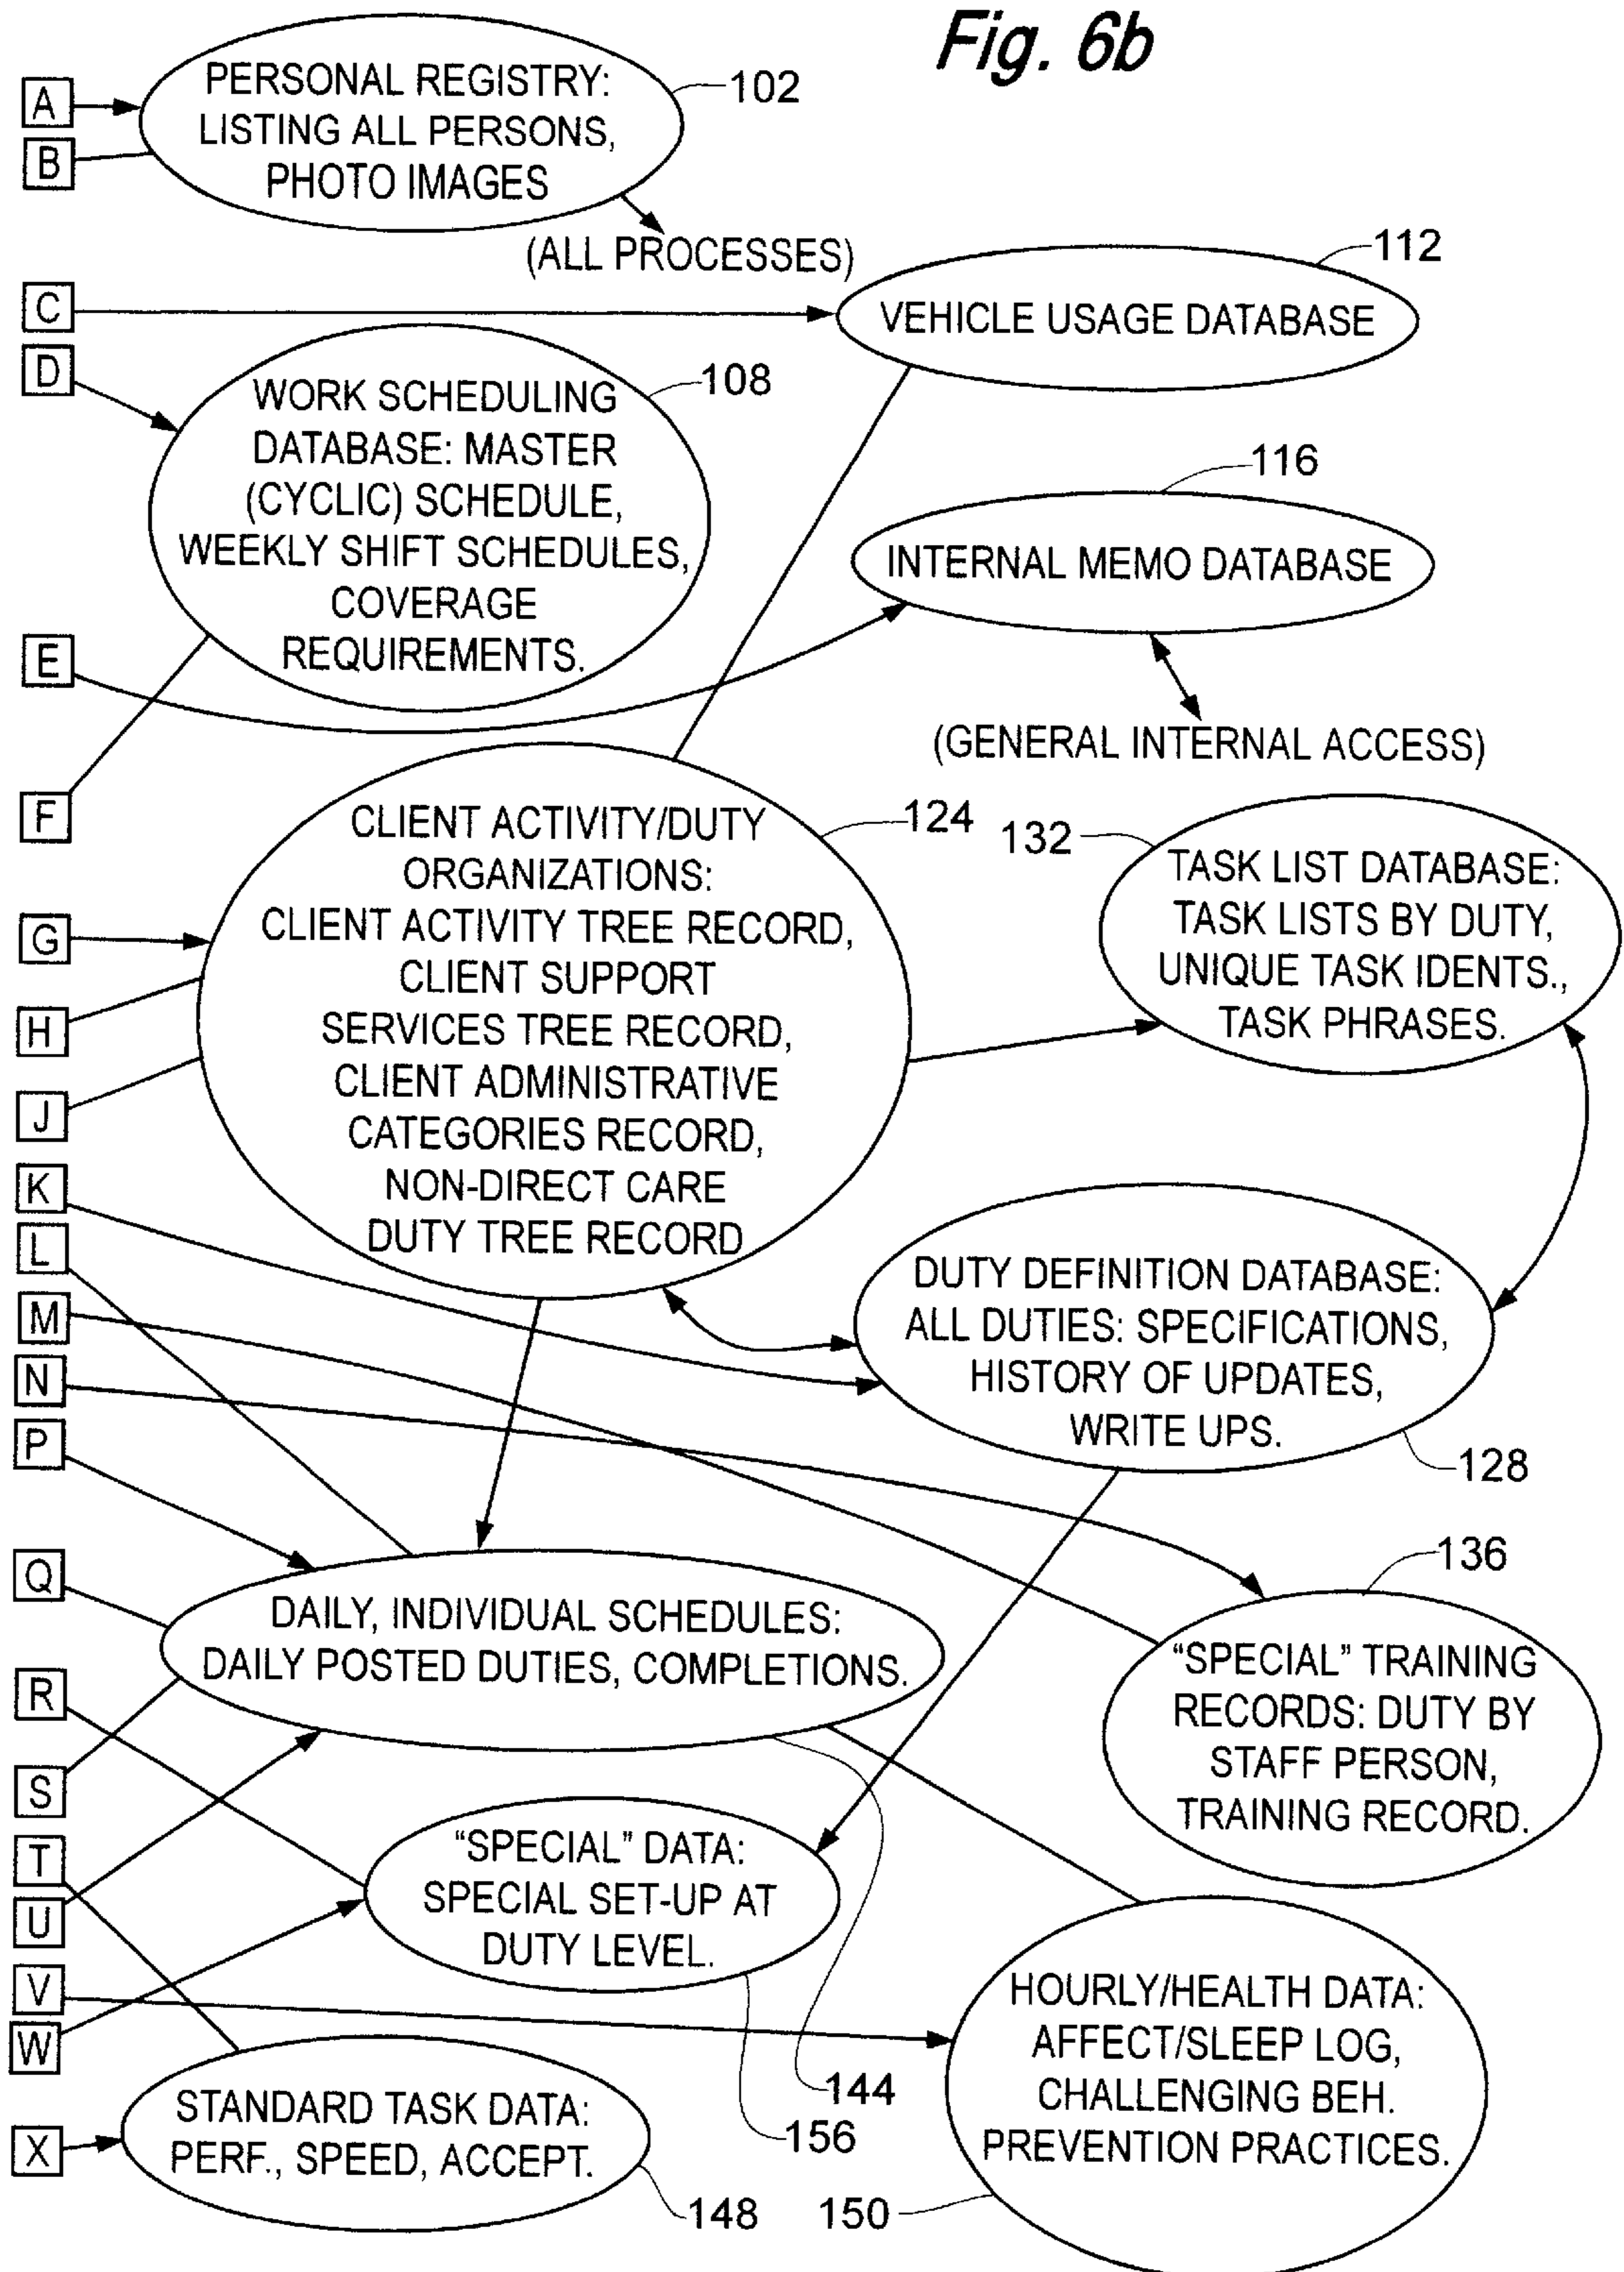 Fig. 6b
A
B
PERSONAL REGISTRY:
LISTING ALL PERSONS,
PHOTO IMAGES
102
(ALL PROCESSES)
C
112
VEHICLE USAGE DATABASE
D
108
WORK SCHEDULING
DATABASE: MASTER
(CYCLIC) SCHEDULE,
WEEKLY SHIFT SCHEDULES,
COVERAGE
REQUIREMENTS.
116
INTERNAL MEMO DATABASE
E
(GENERAL INTERNAL ACCESS)
F
124
CLIENT ACTIVITY/DUTY
ORGANIZATIONS:
CLIENT ACTIVITY TREE RECORD,
CLIENT SUPPORT
SERVICES TREE RECORD,
CLIENT ADMINISTRATIVE
CATEGORIES RECORD,
NON-DIRECT CARE
DUTY TREE RECORD
132
TASK LIST DATABASE:
TASK LISTS BY DUTY,
UNIQUE TASK IDENTS.,
TASK PHRASES.
G
H
J
K
L
M
N
P
DUTY DEFINITION DATABASE:
ALL DUTIES: SPECIFICATIONS,
HISTORY OF UPDATES,
WRITE UPS.
128
Q
DAILY, INDIVIDUAL SCHEDULES:
DAILY POSTED DUTIES, COMPLETIONS.
136
"SPECIAL" TRAINING
RECORDS: DUTY BY
STAFF PERSON,
TRAINING RECORD.
R
S
T
U
V
W
"SPECIAL" DATA:
SPECIAL SET-UP AT
DUTY LEVEL.
HOURLY/HEALTH DATA:
AFFECT/SLEEP LOG,
CHALLENGING BEH.
PREVENTION PRACTICES.
144
156
X
STANDARD TASK DATA:
PERF., SPEED, ACCEPT.
148
150